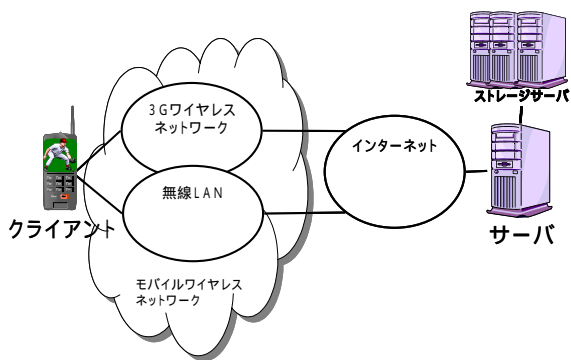 ストレージサーバ
3Gワイヤレス
ネットワーク
インターネット
無線LAN
クライアント
サーバ
モバイルワイヤレス
ネットワーク